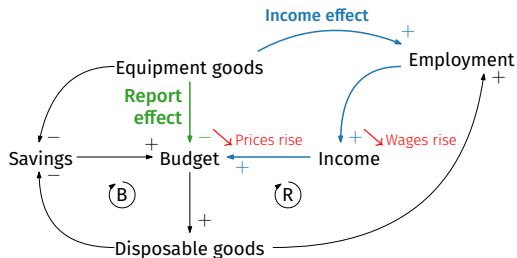 Income effect
+
Employment
+
Equipment goods
Report
effect
− Prices rise
+ Wages rise
−
Savings
+
Budget
+
Income
−
B
R
+
Disposable goods